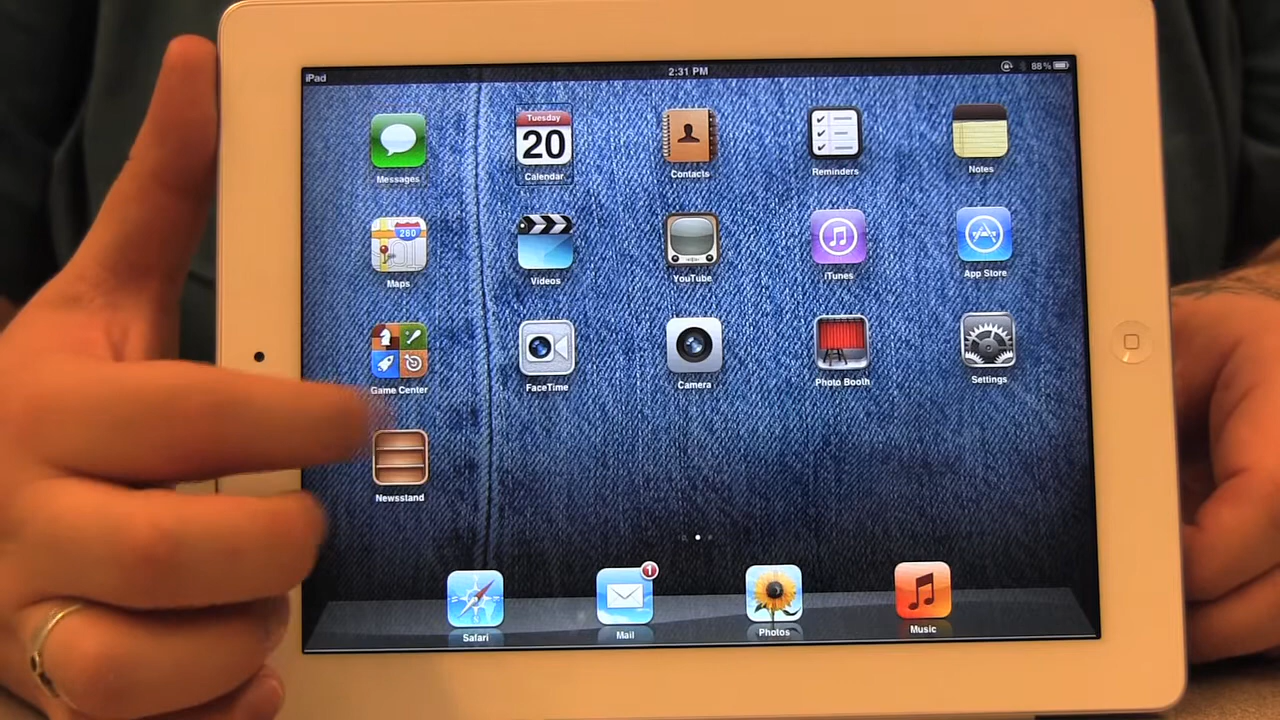 iPad 2:31 PM 88%
Messages
Tuesday
20
Calendar
Contacts
Reminders
Notes
280
Maps
Videos
YouTube
iTunes
App Store
Game Center
FaceTime
Camera
Photo Booth
Settings
Newsstand
Safari
1
Mail
Photos
Music